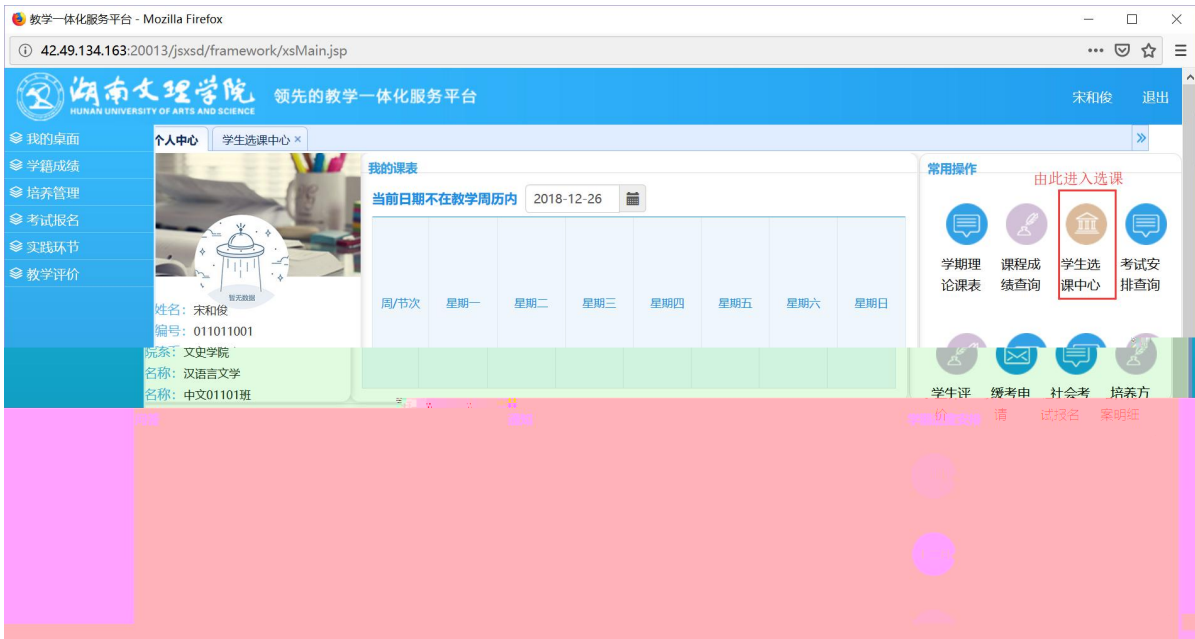 教学一体化服务平台 - Mozilla Firefox
42.49.134.163:20013/jsxsd/framework/xsMain.jsp
湖南文理学院
HUNAN UNIVERSITY OF ARTS AND SCIENCE
领先的教学一体化服务平台
宋和俊 退出
我的桌面
学籍成绩
培养管理
考试报名
实践环节
教学评价
个人中心 学生选课中心 ×
暂无数据
姓名: 宋和俊
编号: 011011001
院系: 文史学院
名称: 汉语言文学
名称: 中文01101班
我的课表
当前日期不在教学周历内 2018-12-26
周/节次 星期一 星期二 星期三 星期四 星期五 星期六 星期日
常用操作
由此进入选课
学期理论课表
课程成绩查询
学生选课中心
考试安排查询
学生评价
缓考申请
社会考试报名
培养方案明细